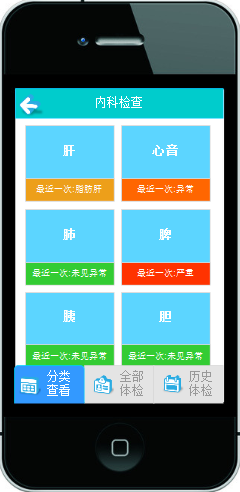 内科检查
肝
心音
最近一次:脂肪肝
最近一次:异常
肺
脾
最近一次:未见异常
最近一次:严重
胰
胆
最近一次:未见异常
最近一次:未见异常
分类
查看
全部
体检
历史
体检